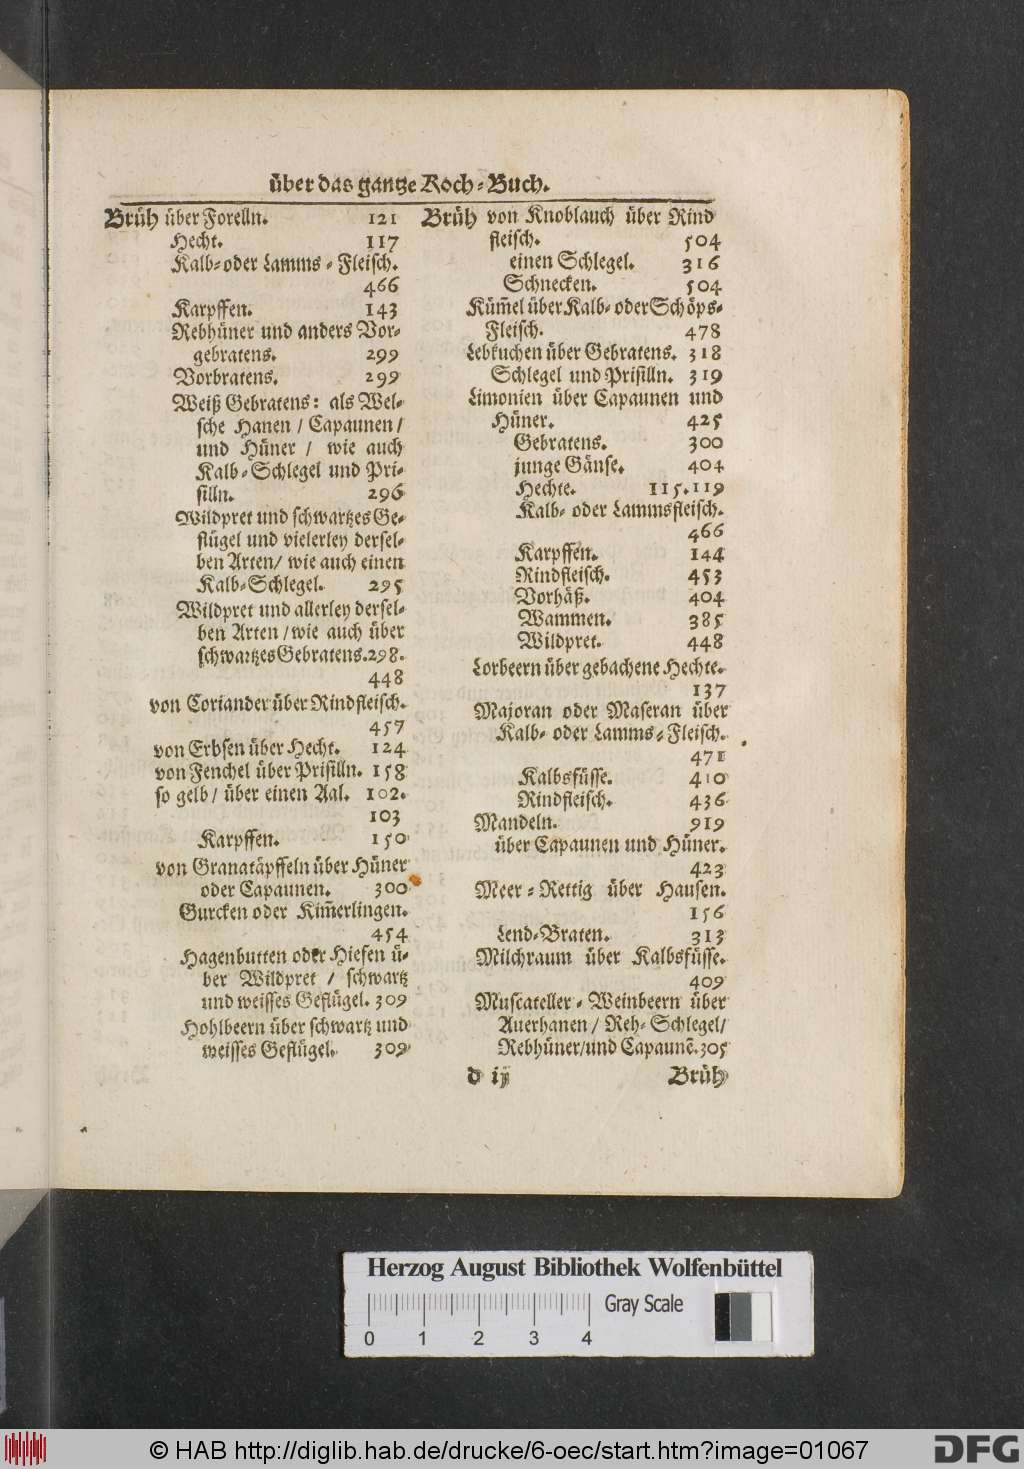 über das gantze Koch-Buch.
Brüh über Forelln. 121
Hecht. 117
Kalb- oder Lamms-Fleisch.
466
Karpffen. 143
Rebhüner und anders Vor-
gebratens. 299
Vorbratens. 299
Weiß Gebratens: als Wel-
sche Hanen / Capaunen /
und Hüner / wie auch
Kalb-Schlegel und Pri-
silln. 296
Wildpret und schwartzes Ge-
flügel und vielerley dersel-
ben Arten / wie auch einen
Kalb-Schlegel. 295
Wildpret und allerley dersel-
ben Arten / wie auch über
schwartzes Gebratens. 298.
448
von Coriander über Rindfleisch.
457
von Erbsen über Hecht. 124
von Fenchel über Prisilln. 158
so gelb / über einen Aal. 102.
103
Karpffen. 150
von Granatäpffeln über Hüner
oder Capaunen. 300
Gurcken oder Kim̄erlingen.
454
Hagenbutten oder Hiefen ü-
ber Wildpret / schwartz
und weisses Geflügel. 309
Hohlbeern über schwartz und
weisses Geflügel. 309
Brüh von Knoblauch über Rind
fleisch. 504
einen Schlegel. 316
Schnecken. 504
Küm̄el über Kalb- oder Schöps-
Fleisch. 478
Lebkuchen über Gebratens. 318
Schlegel und Prisilln. 319
Limonien über Capaunen und
Hüner. 425
Gebratens. 300
junge Gänse. 404
Hechte. 115. 119
Kalb- oder Lammsfleisch.
466
Karpffen. 144
Rindfleisch. 453
Vorhäß. 404
Wammen. 385
Wildpret. 448
Lorbeern über gebachene Hechte.
137
Majoran oder Maseran über
Kalb- oder Lamms-Fleisch.
471
Kalbsfüsse. 410
Rindfleisch. 436
Mandeln. 919
über Capaunen und Hüner.
423
Meer-Rettig über Hausen.
156
Lend-Braten. 313
Milchraum über Kalbsfüsse.
409
Muscateller-Weinbeern über
Auerhanen / Reh-Schlegel /
Rebhüner / und Capaunē. 305
d ij Brüh
Herzog August Bibliothek Wolfenbüttel
Gray Scale
0 1 2 3 4
© HAB http://diglib.hab.de/drucke/6-oec/start.htm?image=01067
DFG